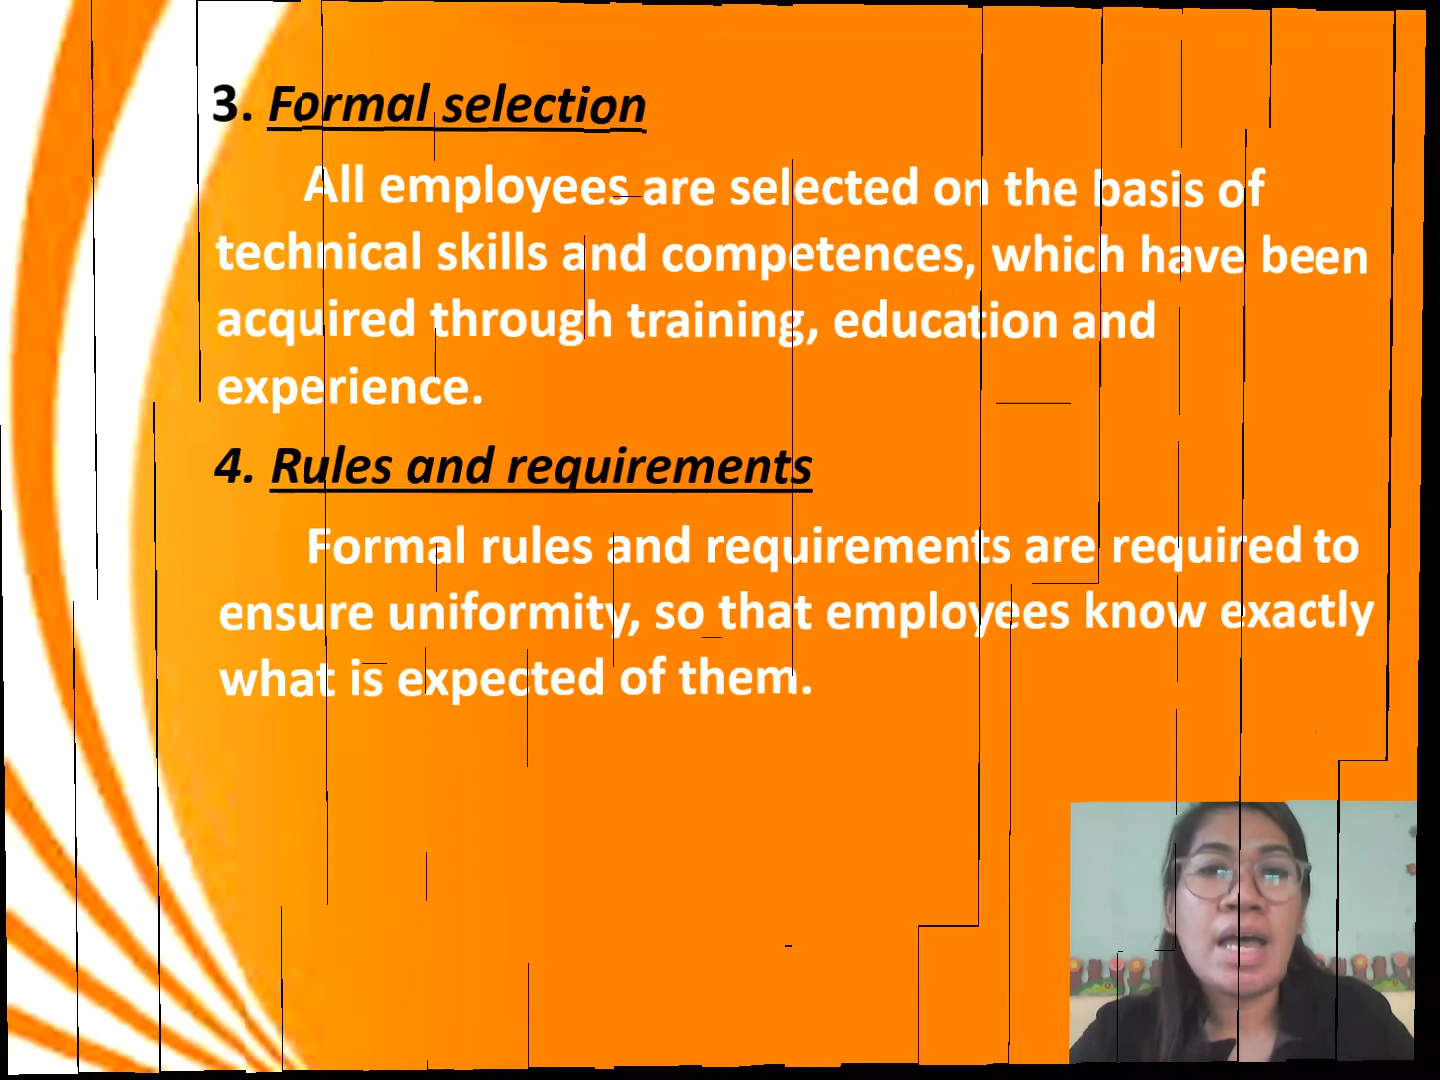 3. Formal selection
All employees are selected on the basis of
technical skills and competences, which have been
acquired through training, education and
experience.
4. Rules and requirements
Formal rules and requirements are required to
ensure uniformity, so that employees know exactly
what is expected of them.